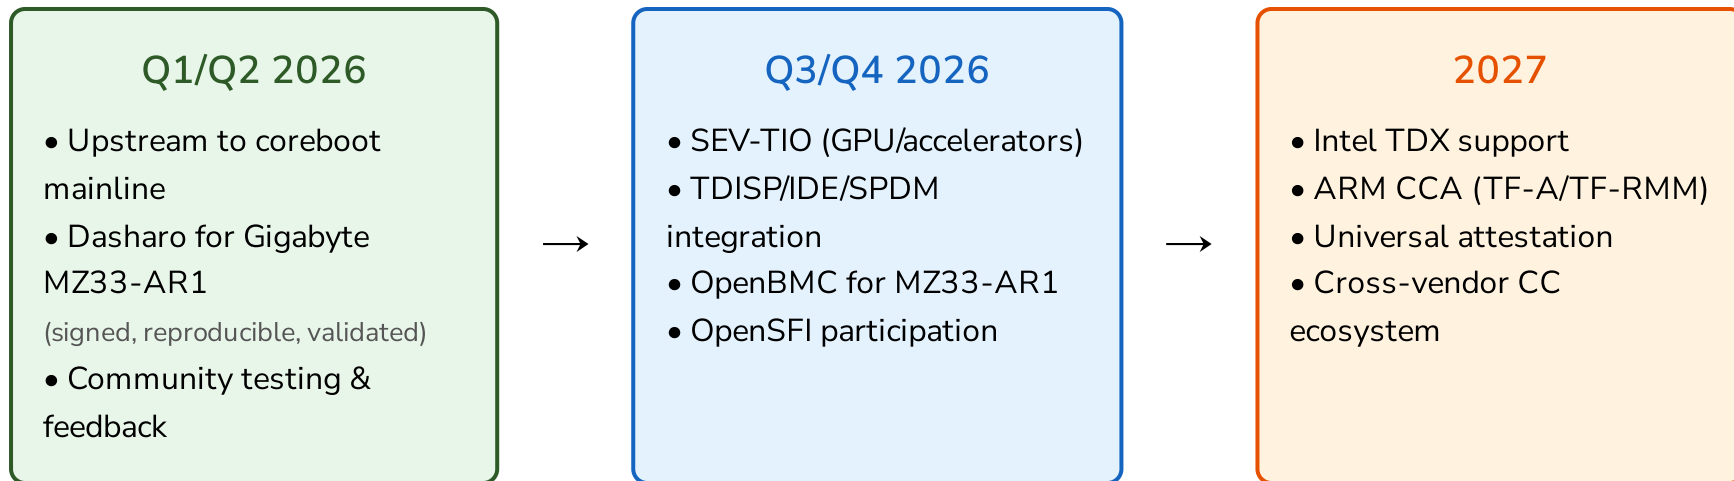 Q1/Q2 2026
• Upstream to coreboot
mainline
• Dasharo for Gigabyte
MZ33-AR1
(signed, reproducible, validated)
• Community testing &
feedback
→
Q3/Q4 2026
• SEV-TIO (GPU/accelerators)
• TDISP/IDE/SPDM
integration
• OpenBMC for MZ33-AR1
• OpenSFI participation
→
2027
• Intel TDX support
• ARM CCA (TF-A/TF-RMM)
• Universal attestation
• Cross-vendor CC
ecosystem